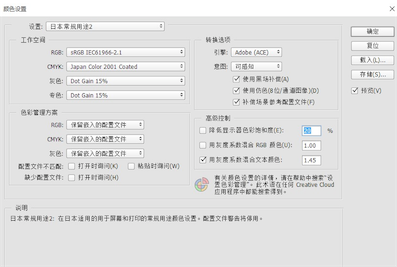 颜色设置
设置: 日本常规用途2
工作空间
RGB: sRGB IEC61966-2.1
CMYK: Japan Color 2001 Coated
灰色: Dot Gain 15%
专色: Dot Gain 15%
色彩管理方案
RGB: 保留嵌入的配置文件
CMYK: 保留嵌入的配置文件
灰色: 保留嵌入的配置文件
配置文件不匹配: 打开时询问(K) 粘贴时询问(W)
缺少配置文件: 打开时询问(H)
转换选项
引擎: Adobe (ACE)
意图: 可感知
使用黑场补偿(A)
使用仿色(8位/通道图像)(D)
补偿场景参考配置文件(F)
高级控制
降低显示器色彩饱和度(E): 20 %
用灰度系数混合 RGB 颜色(U): 1.00
用灰度系数混合文本颜色: 1.45
有关颜色设置的详情，请在帮助中搜索“设
置色彩管理”。此术语在任何 Creative Cloud
应用程序中都能搜索得到。
确定
复位
载入(L)...
存储(S)...
预览(V)
说明
日本常规用途2: 在日本适用的用于屏幕和打印的常规用途颜色设置。配置文件警告将停用。